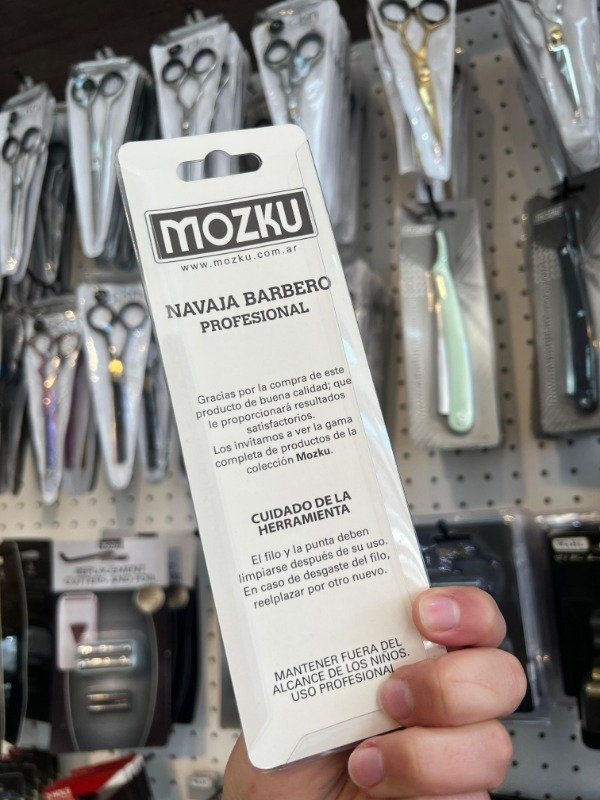 MOZKU
www.mozku.com.ar
NAVAJA BARBERO
PROFESIONAL
Gracias por la compra de este
producto de buena calidad; que
le proporcionará resultados
satisfactorios.
Los invitamos a ver la gama
completa de productos de la
colección Mozku.
CUIDADO DE LA
HERRAMIENTA
El filo y la punta deben
limpiarse después de su uso.
En caso de desgaste del filo,
reelplazar por otro nuevo.
MANTENER FUERA DEL
ALCANCE DE LOS NIÑOS.
USO PROFESIONAL
REPLACEMENT
CUTTERS AND FOIL